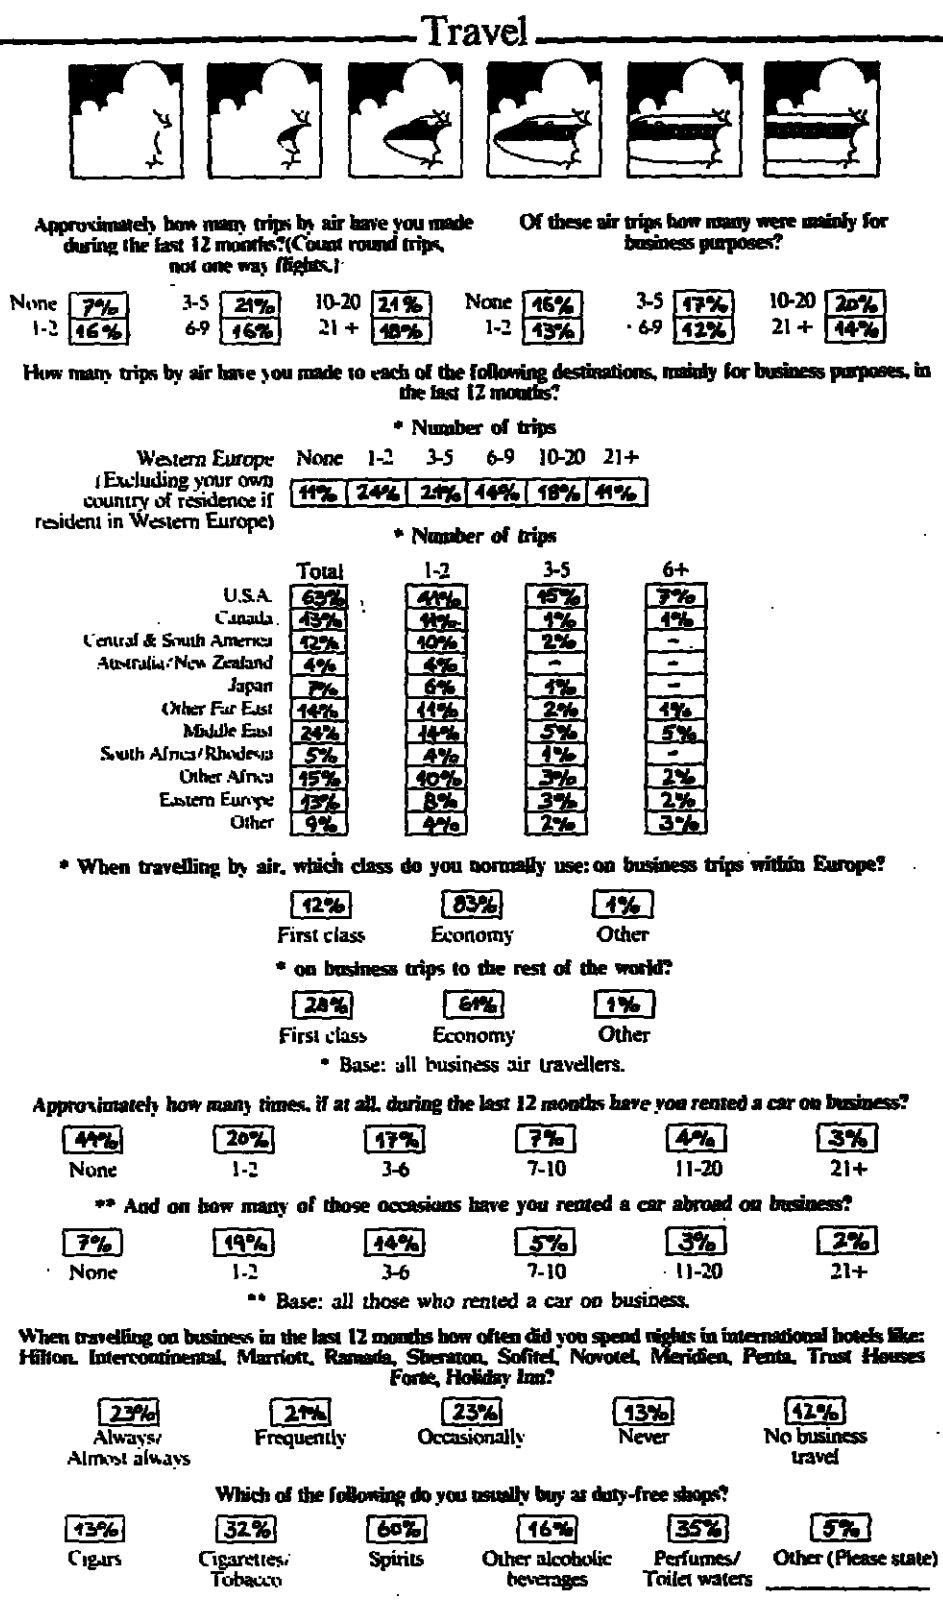 Travel
Approximately how many trips by air have you made
during the last 12 months?(Count round trips,
not one way flights.)
None 7% 3-5 21% 10-20 21%
1-2 16% 6-9 16% 21 + 18%
Of these air trips how many were mainly for
business purposes?
None 16% 3-5 17% 10-20 20%
1-2 13% 6-9 12% 21 + 14%
How many trips by air have you made to each of the following destinations, mainly for business purposes, in
the last 12 months?
* Number of trips
Western Europe None 1-2 3-5 6-9 10-20 21+
(Excluding your own
country of residence if 11% 24% 21% 14% 18% 11%
resident in Western Europe)
* Number of trips
Total 1-2 3-5 6+
U.S.A. 63% 41% 15% 7%
Canada 13% 11% 1% 1%
Central & South America 12% 10% 2% -
Australia/New Zealand 4% 4% - -
Japan 7% 6% 1% -
Other Far East 14% 11% 2% 1%
Middle East 24% 14% 5% 5%
South Africa/Rhodesia 5% 4% 1% -
Other Africa 15% 10% 3% 2%
Eastern Europe 13% 8% 3% 2%
Other 9% 4% 2% 3%
* When travelling by air, which class do you normally use: on business trips within Europe?
12% 83% 1%
First class Economy Other
* on business trips to the rest of the world?
28% 61% 1%
First class Economy Other
* Base: all business air travellers.
Approximately how many times, if at all, during the last 12 months have you rented a car on business?
44% 20% 17% 7% 4% 3%
None 1-2 3-6 7-10 11-20 21+
** And on how many of those occasions have you rented a car abroad on business?
7% 19% 14% 5% 3% 2%
None 1-2 3-6 7-10 11-20 21+
** Base: all those who rented a car on business.
When travelling on business in the last 12 months how often did you spend nights in international hotels like:
Hilton, Intercontinental, Marriott, Ramada, Sheraton, Sofitel, Novotel, Meridien, Penta, Trust Houses
Forte, Holiday Inn?
23% 21% 23% 13% 12%
Always/ Frequently Occasionally Never No business
Almost always travel
Which of the following do you usually buy at duty-free shops?
13% 32% 60% 16% 35% 5%
Cigars Cigarettes/ Spirits Other alcoholic Perfumes/ Other (Please state)
Tobacco beverages Toilet waters